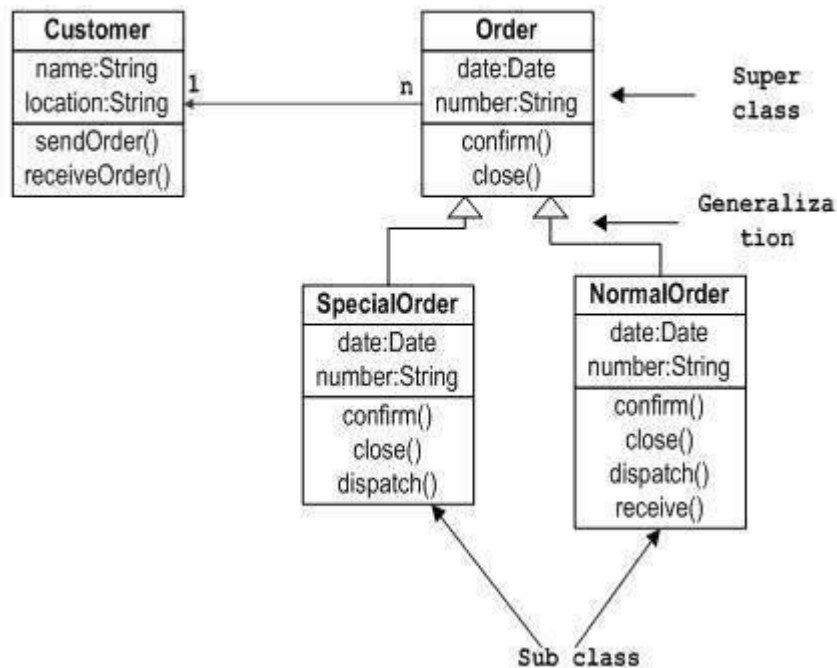 Customer
name:String
location:String
sendOrder()
receiveOrder()
1
n
Order
date:Date
number:String
confirm()
close()
Super
class
Generaliza
tion
SpecialOrder
date:Date
number:String
confirm()
close()
dispatch()
NormalOrder
date:Date
number:String
confirm()
close()
dispatch()
receive()
Sub class